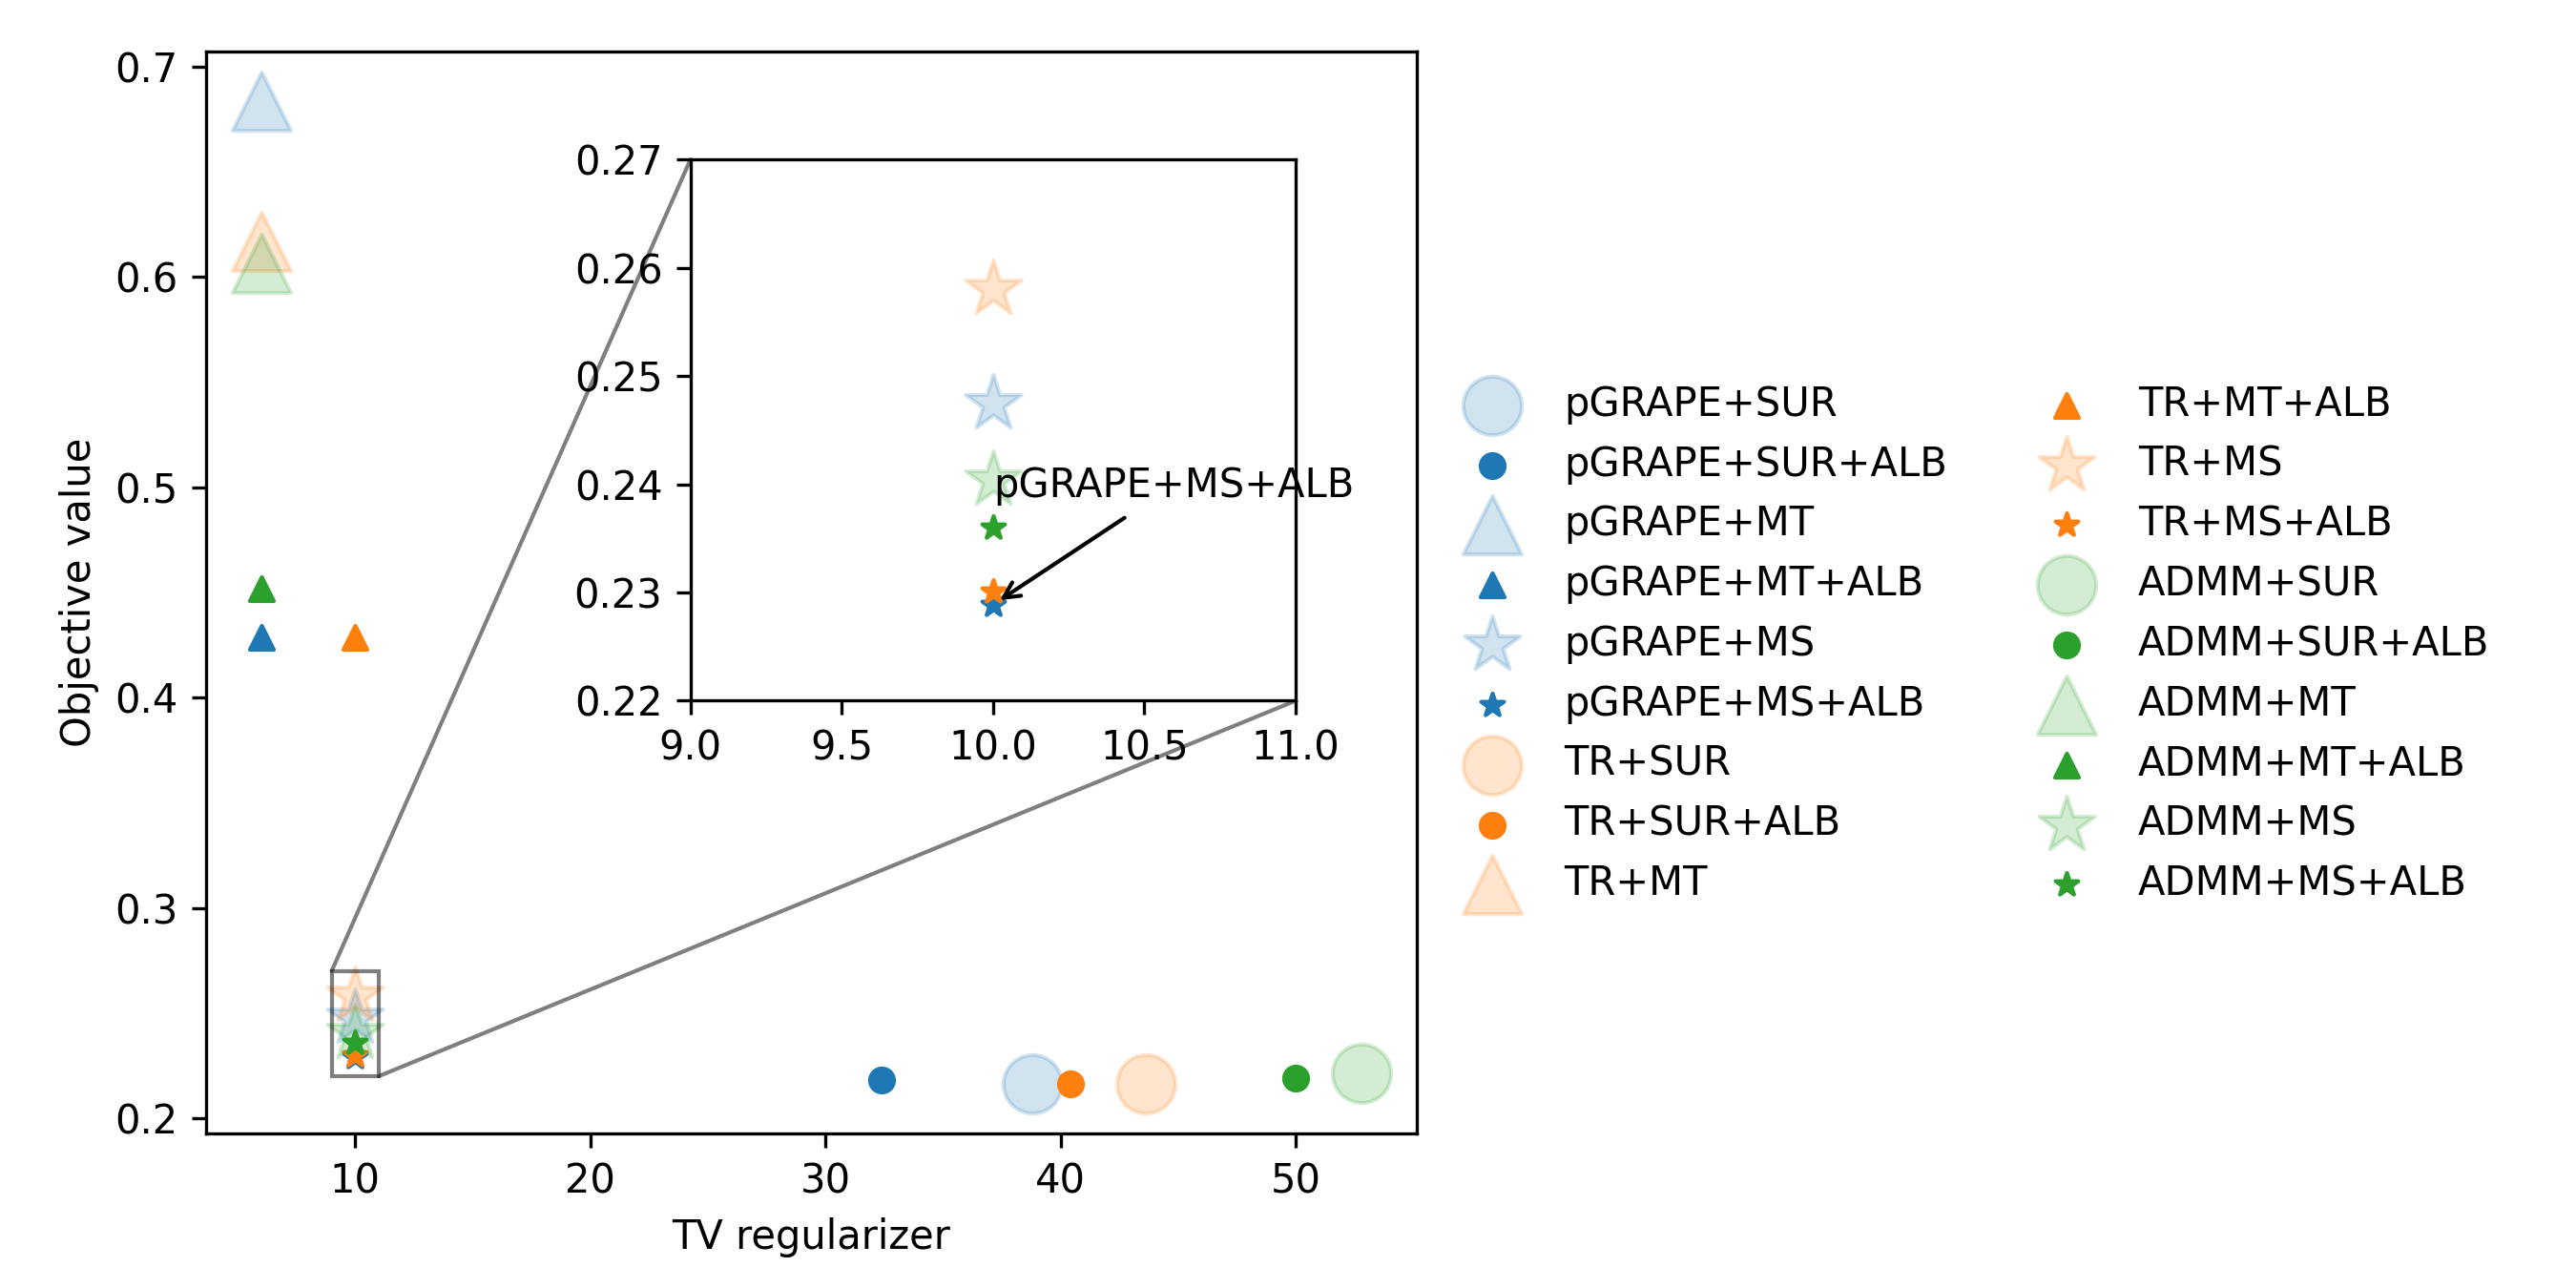 0.7
0.6
0.5
0.4
0.3
0.2
Objective value
10
20
30
40
50
TV regularizer
0.27
0.26
0.25
0.24
0.23
0.22
9.0
9.5
10.0
10.5
11.0
pGRAPE+MS+ALB
pGRAPE+SUR
pGRAPE+SUR+ALB
pGRAPE+MT
pGRAPE+MT+ALB
pGRAPE+MS
pGRAPE+MS+ALB
TR+SUR
TR+SUR+ALB
TR+MT
TR+MT+ALB
TR+MS
TR+MS+ALB
ADMM+SUR
ADMM+SUR+ALB
ADMM+MT
ADMM+MT+ALB
ADMM+MS
ADMM+MS+ALB